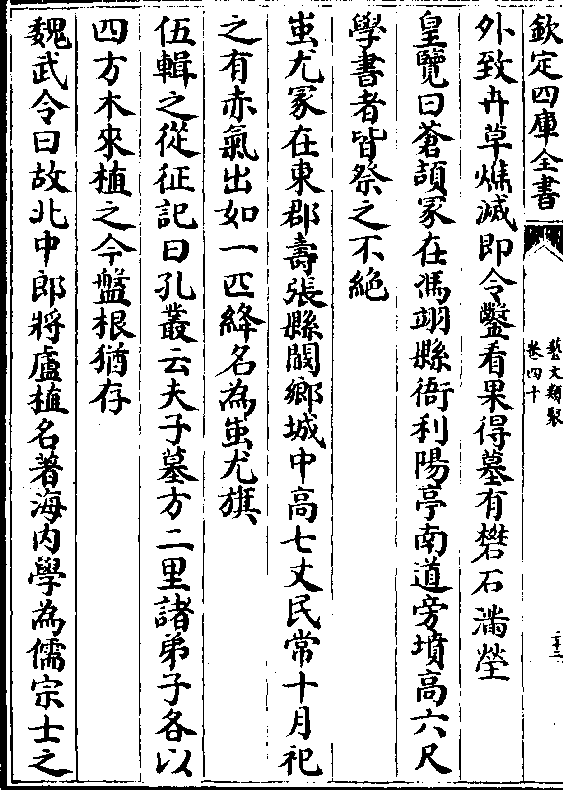 欽定四庫全書
藝文類聚
卷四十
二十三
外致卉草燋滅即令鑿看果得墓有礬石滿塋
皇覽曰蒼頡冢在馮翊縣衙利陽亭南道旁墳高六尺
學書者皆祭之不絶
蚩尤冢在東郡壽張縣闞鄉城中高七丈民常十月祀
之有赤氣出如一匹絳名為蚩尤旗
伍輯之從征記曰孔叢云夫子墓方二里諸弟子各以
四方木來植之今盤根猶存
魏武令曰故北中郎將盧植名著海內學為儒宗士之